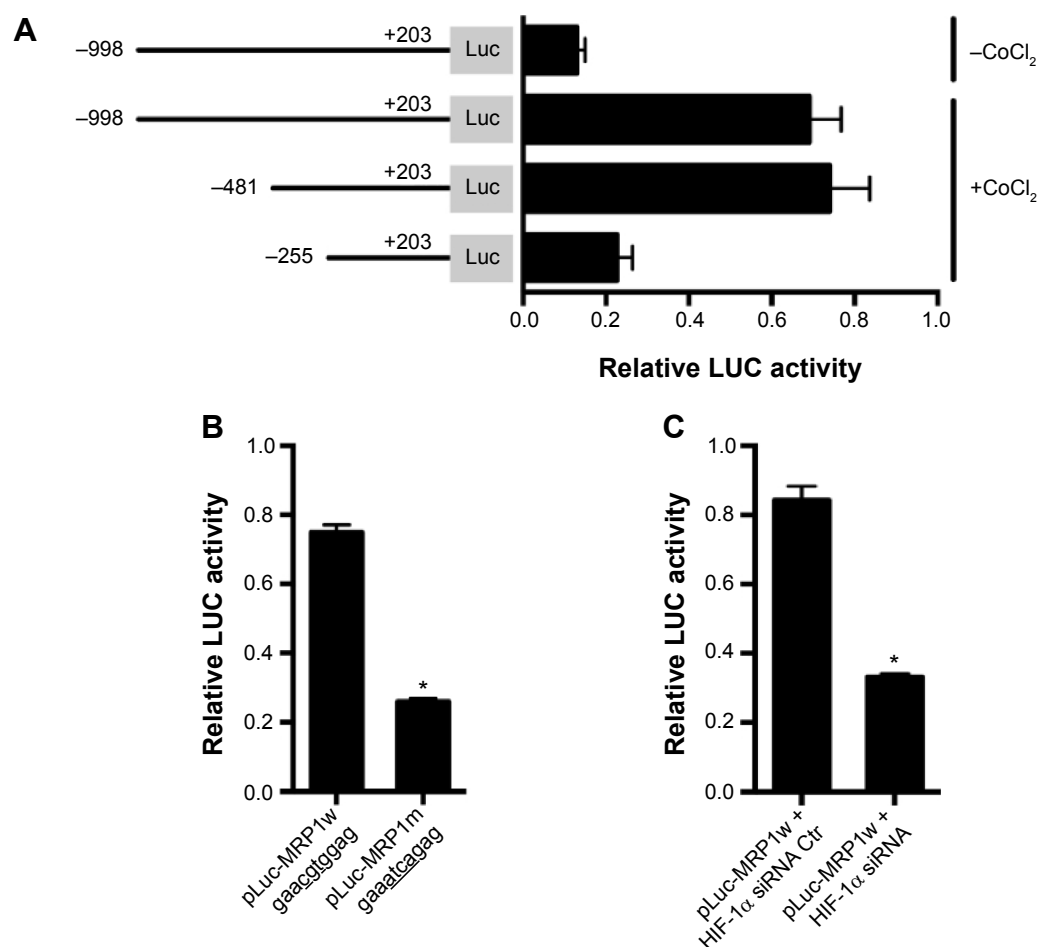 A
–998
+203
Luc
–CoCl₂
–998
+203
Luc
–481
+203
Luc
+CoCl₂
–255
+203
Luc
0.0 0.2 0.4 0.6 0.8 1.0
Relative LUC activity
B
Relative LUC activity
1.0
0.8
0.6
0.4
0.2
0.0
*
pLuc-MRP1w
gaacgtggag
pLuc-MRP1m
gaaatcagag
C
Relative LUC activity
1.0
0.8
0.6
0.4
0.2
0.0
*
pLuc-MRP1w +
HIF-1α siRNA Ctr
pLuc-MRP1w +
HIF-1α siRNA